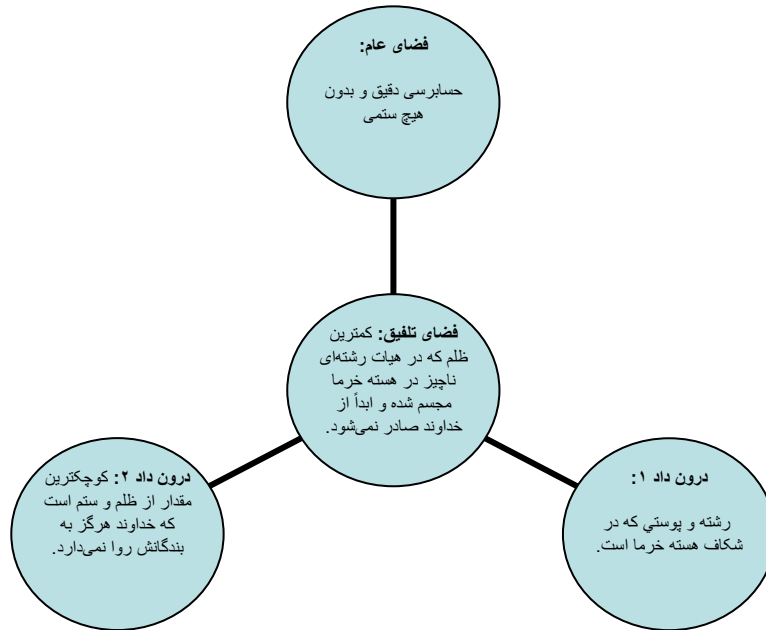 فضای عام:
حسابرسی دقیق و بدون
هیچ ستمی
فضای تلفیق: کمترین
ظلم که در هیات رشته‌ای
ناچیز در هسته خرما
مجسم شده و ابداً از
خداوند صادر نمی‌شود.
درون داد ۱:
رشته و پوستي که در
شکاف هسته خرما است.
درون داد ۲: کوچکترین
مقدار از ظلم و ستم است
که خداوند هرگز به
بندگانش روا نمی‌دارد.